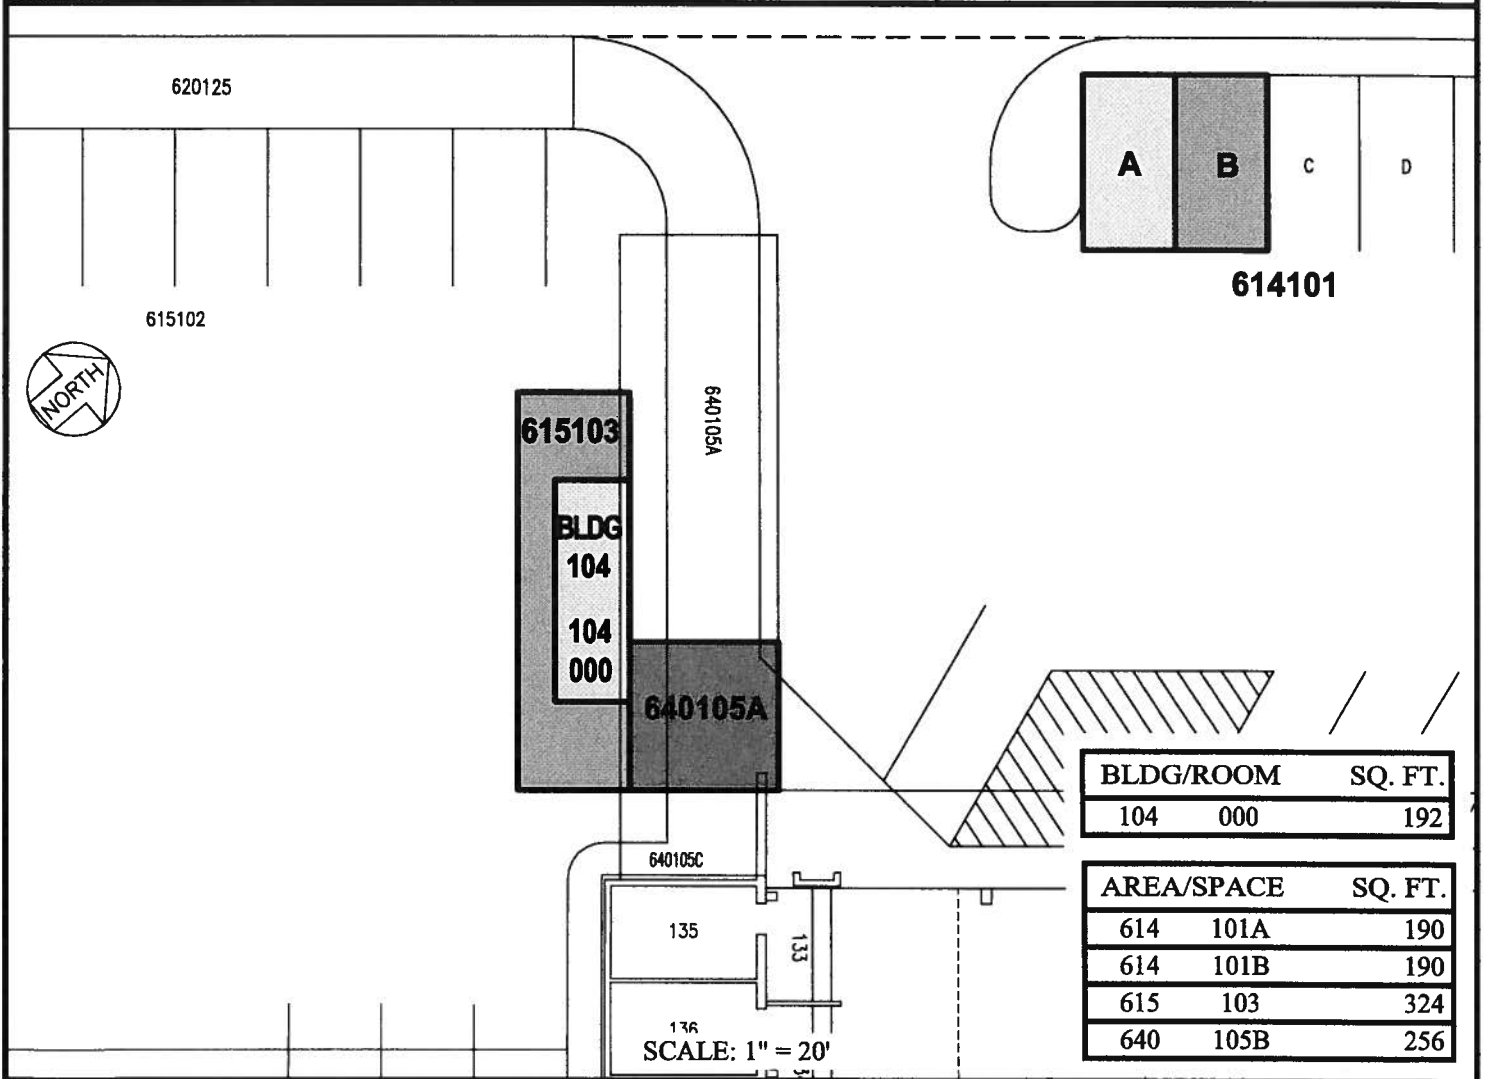 620125
A
B
C
D
614101
615102
NORTH
640105A
615103
BLDG
104
104
000
640105A
BLDG/ROOM SQ. FT.
104 000 192
640105C
AREA/SPACE SQ. FT.
614 101A 190
614 101B 190
615 103 324
640 105B 256
135
133
136
SCALE: 1" = 20'